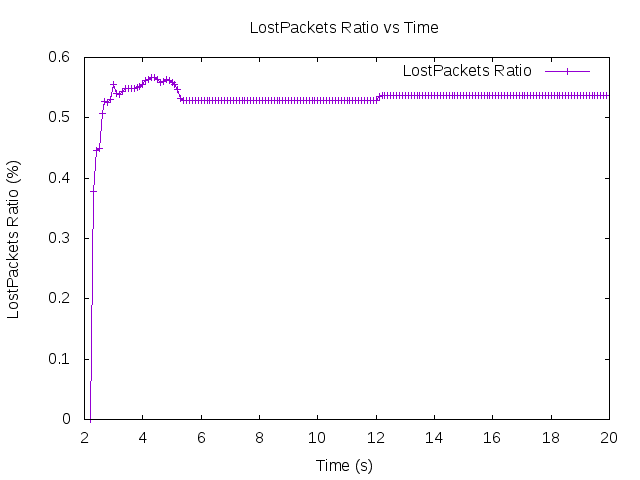 LostPackets Ratio vs Time
LostPackets Ratio
LostPackets Ratio (%)
0.6
0.5
0.4
0.3
0.2
0.1
0
2 4 6 8 10 12 14 16 18 20
Time (s)